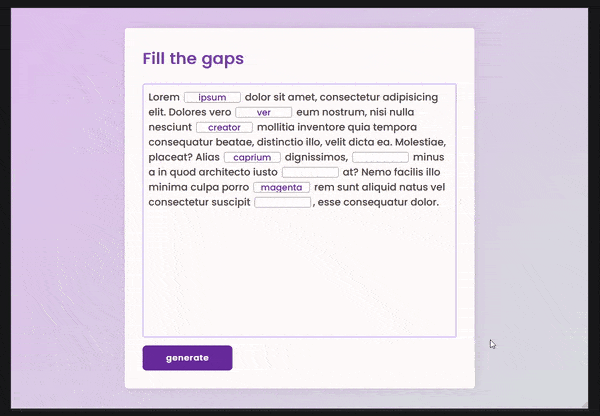 Fill the gaps
Lorem ipsum dolor sit amet, consectetur adipisicing
elit. Dolores vero ver eum nostrum, nisi nulla
nesciunt creator mollitia inventore quia tempora
consequatur beatae, distinctio illo, velit dicta ea. Molestiae,
placeat? Alias caprium dignissimos, minus
a in quod architecto iusto at? Nemo facilis illo
minima culpa porro magenta rem sunt aliquid natus vel
consectetur suscipit , esse consequatur dolor.
generate